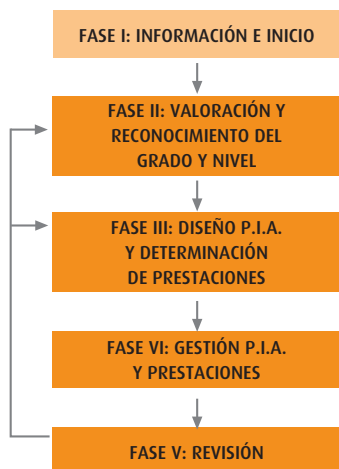 FASE I: INFORMACIÓN E INICIO
FASE II: VALORACIÓN Y
RECONOCIMIENTO DEL
GRADO Y NIVEL
FASE III: DISEÑO P.I.A.
Y DETERMINACIÓN
DE PRESTACIONES
FASE VI: GESTIÓN P.I.A.
Y PRESTACIONES
FASE V: REVISIÓN